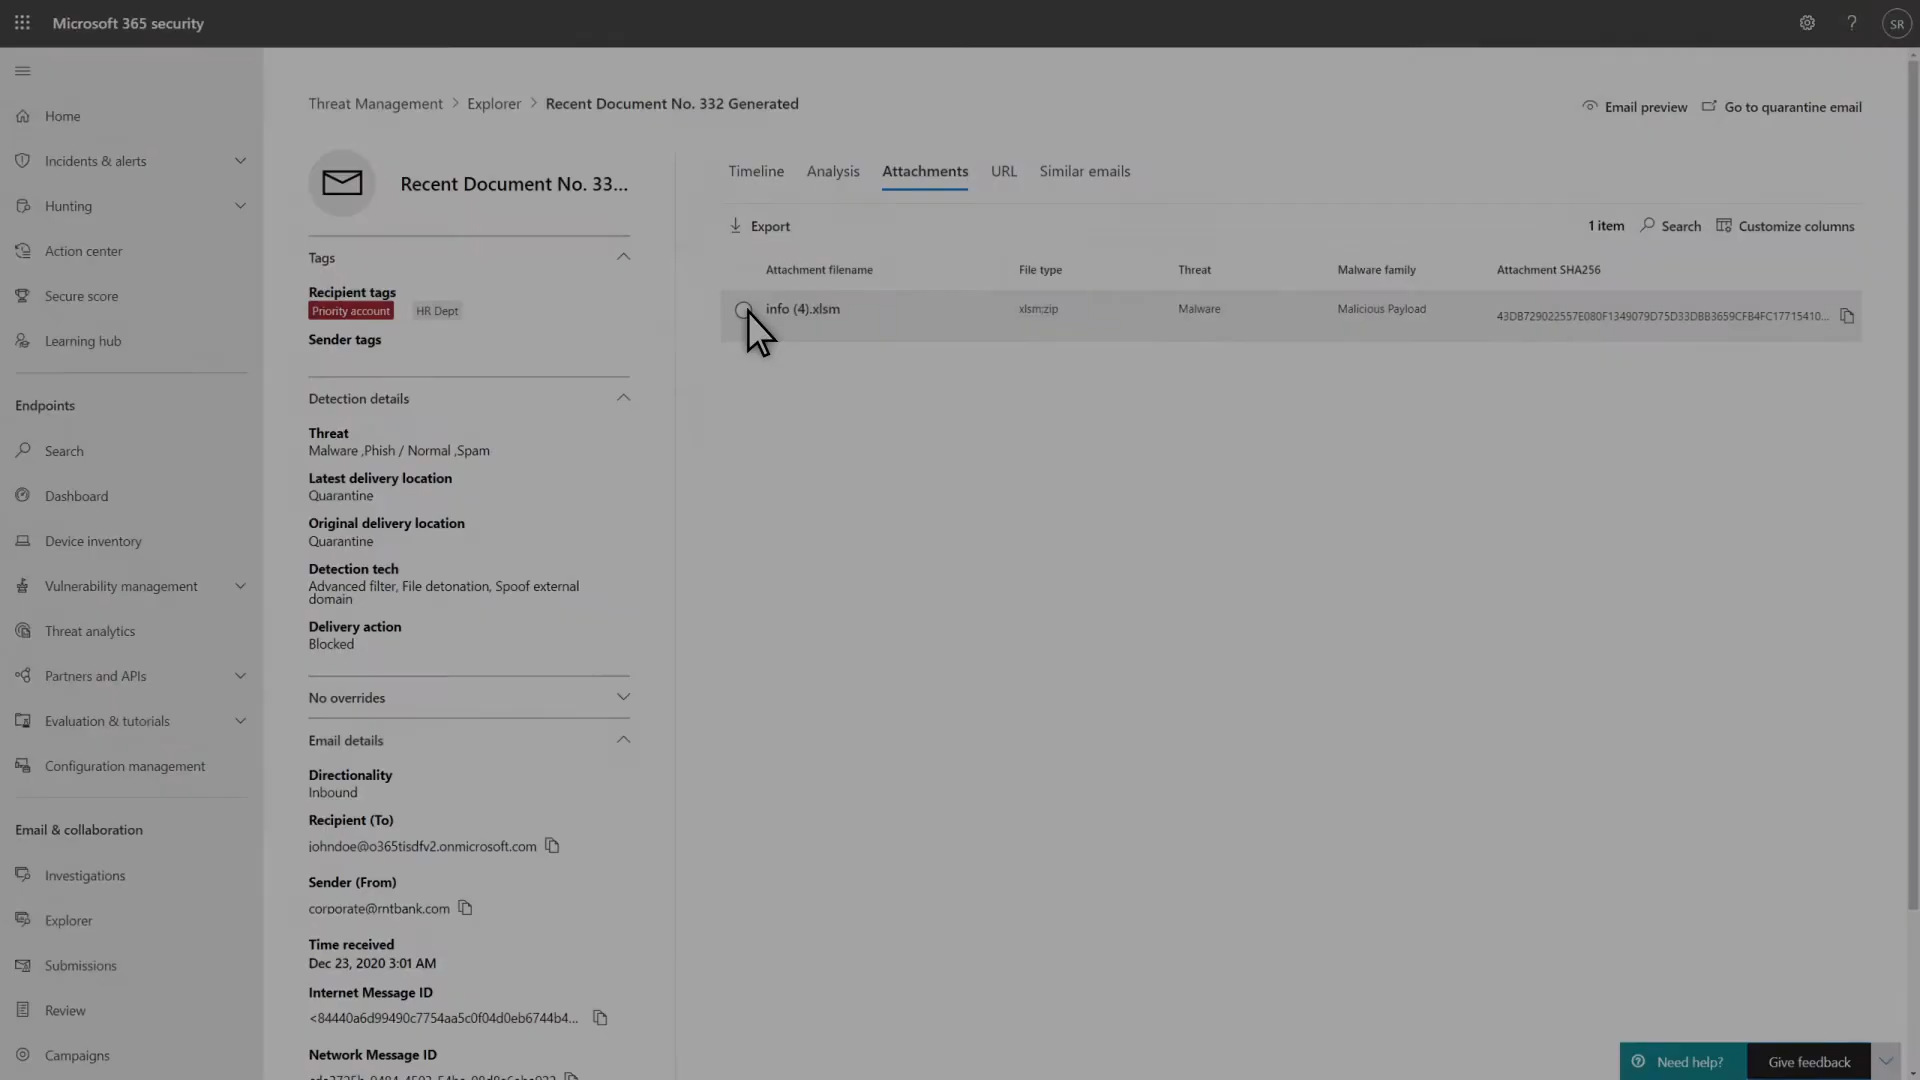 Microsoft 365 security
SR
Home
Incidents & alerts
Hunting
Action center
Secure score
Learning hub
Endpoints
Search
Dashboard
Device inventory
Vulnerability management
Threat analytics
Partners and APIs
Evaluation & tutorials
Configuration management
Email & collaboration
Investigations
Explorer
Submissions
Review
Campaigns
Threat Management > Explorer > Recent Document No. 332 Generated
Email preview
Go to quarantine email
Recent Document No. 33...
Tags
Recipient tags
Priority account HR Dept
Sender tags
Detection details
Threat
Malware ,Phish / Normal ,Spam
Latest delivery location
Quarantine
Original delivery location
Quarantine
Detection tech
Advanced filter, File detonation, Spoof external
domain
Delivery action
Blocked
No overrides
Email details
Directionality
Inbound
Recipient (To)
johndoe@o365tisdfv2.onmicrosoft.com
Sender (From)
corporate@rntbank.com
Time received
Dec 23, 2020 3:01 AM
Internet Message ID
<84440a6d99490c7754aa5c0f04d0eb6744b4...
Network Message ID
Timeline Analysis Attachments URL Similar emails
Export
1 item Search Customize columns
Attachment filename File type Threat Malware family Attachment SHA256
info (4).xlsm xlsm;zip Malware Malicious Payload 43DB729022557E080F1349079D75D33DBB3659CFB4FC17715410...
Need help?
Give feedback